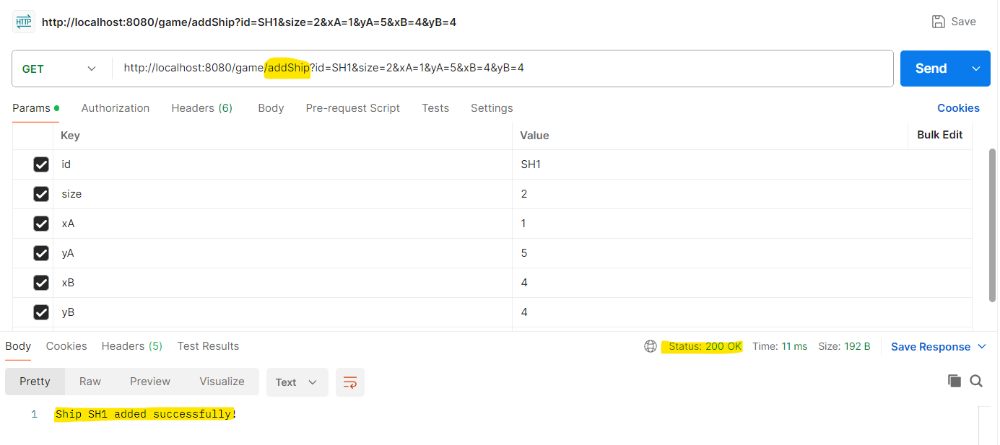 HTTP http://localhost:8080/game/addShip?id=SH1&size=2&xA=1&yA=5&xB=4&yB=4 Save
GET http://localhost:8080/game/addShip?id=SH1&size=2&xA=1&yA=5&xB=4&yB=4 Send
Params Authorization Headers (6) Body Pre-request Script Tests Settings Cookies
Key Value Bulk Edit
id SH1
size 2
xA 1
yA 5
xB 4
yB 4
Body Cookies Headers (5) Test Results Status: 200 OK Time: 11 ms Size: 192 B Save Response
Pretty Raw Preview Visualize Text
1 Ship SH1 added successfully!